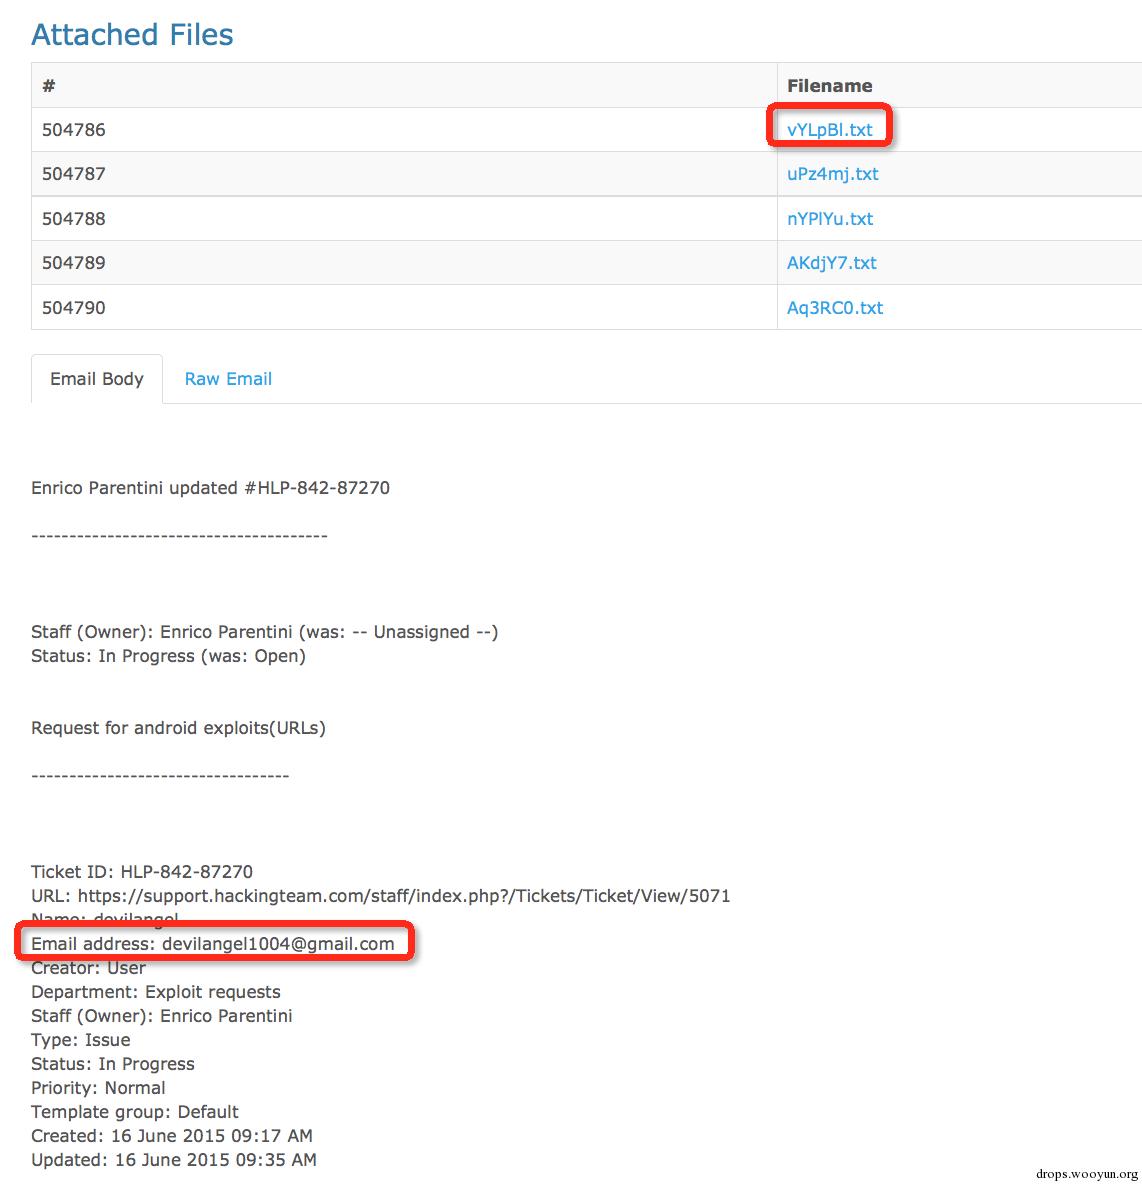 Attached Files
# Filename
504786 vYLpBl.txt
504787 uPz4mj.txt
504788 nYPlYu.txt
504789 AKdjY7.txt
504790 Aq3RC0.txt
Email Body Raw Email
Enrico Parentini updated #HLP-842-87270
---------------------------------------
Staff (Owner): Enrico Parentini (was: -- Unassigned --)
Status: In Progress (was: Open)
Request for android exploits(URLs)
----------------------------------
Ticket ID: HLP-842-87270
URL: https://support.hackingteam.com/staff/index.php?/Tickets/Ticket/View/5071
Name: devilangel
Email address: devilangel1004@gmail.com
Creator: User
Department: Exploit requests
Staff (Owner): Enrico Parentini
Type: Issue
Status: In Progress
Priority: Normal
Template group: Default
Created: 16 June 2015 09:17 AM
Updated: 16 June 2015 09:35 AM
drops.wooyun.org